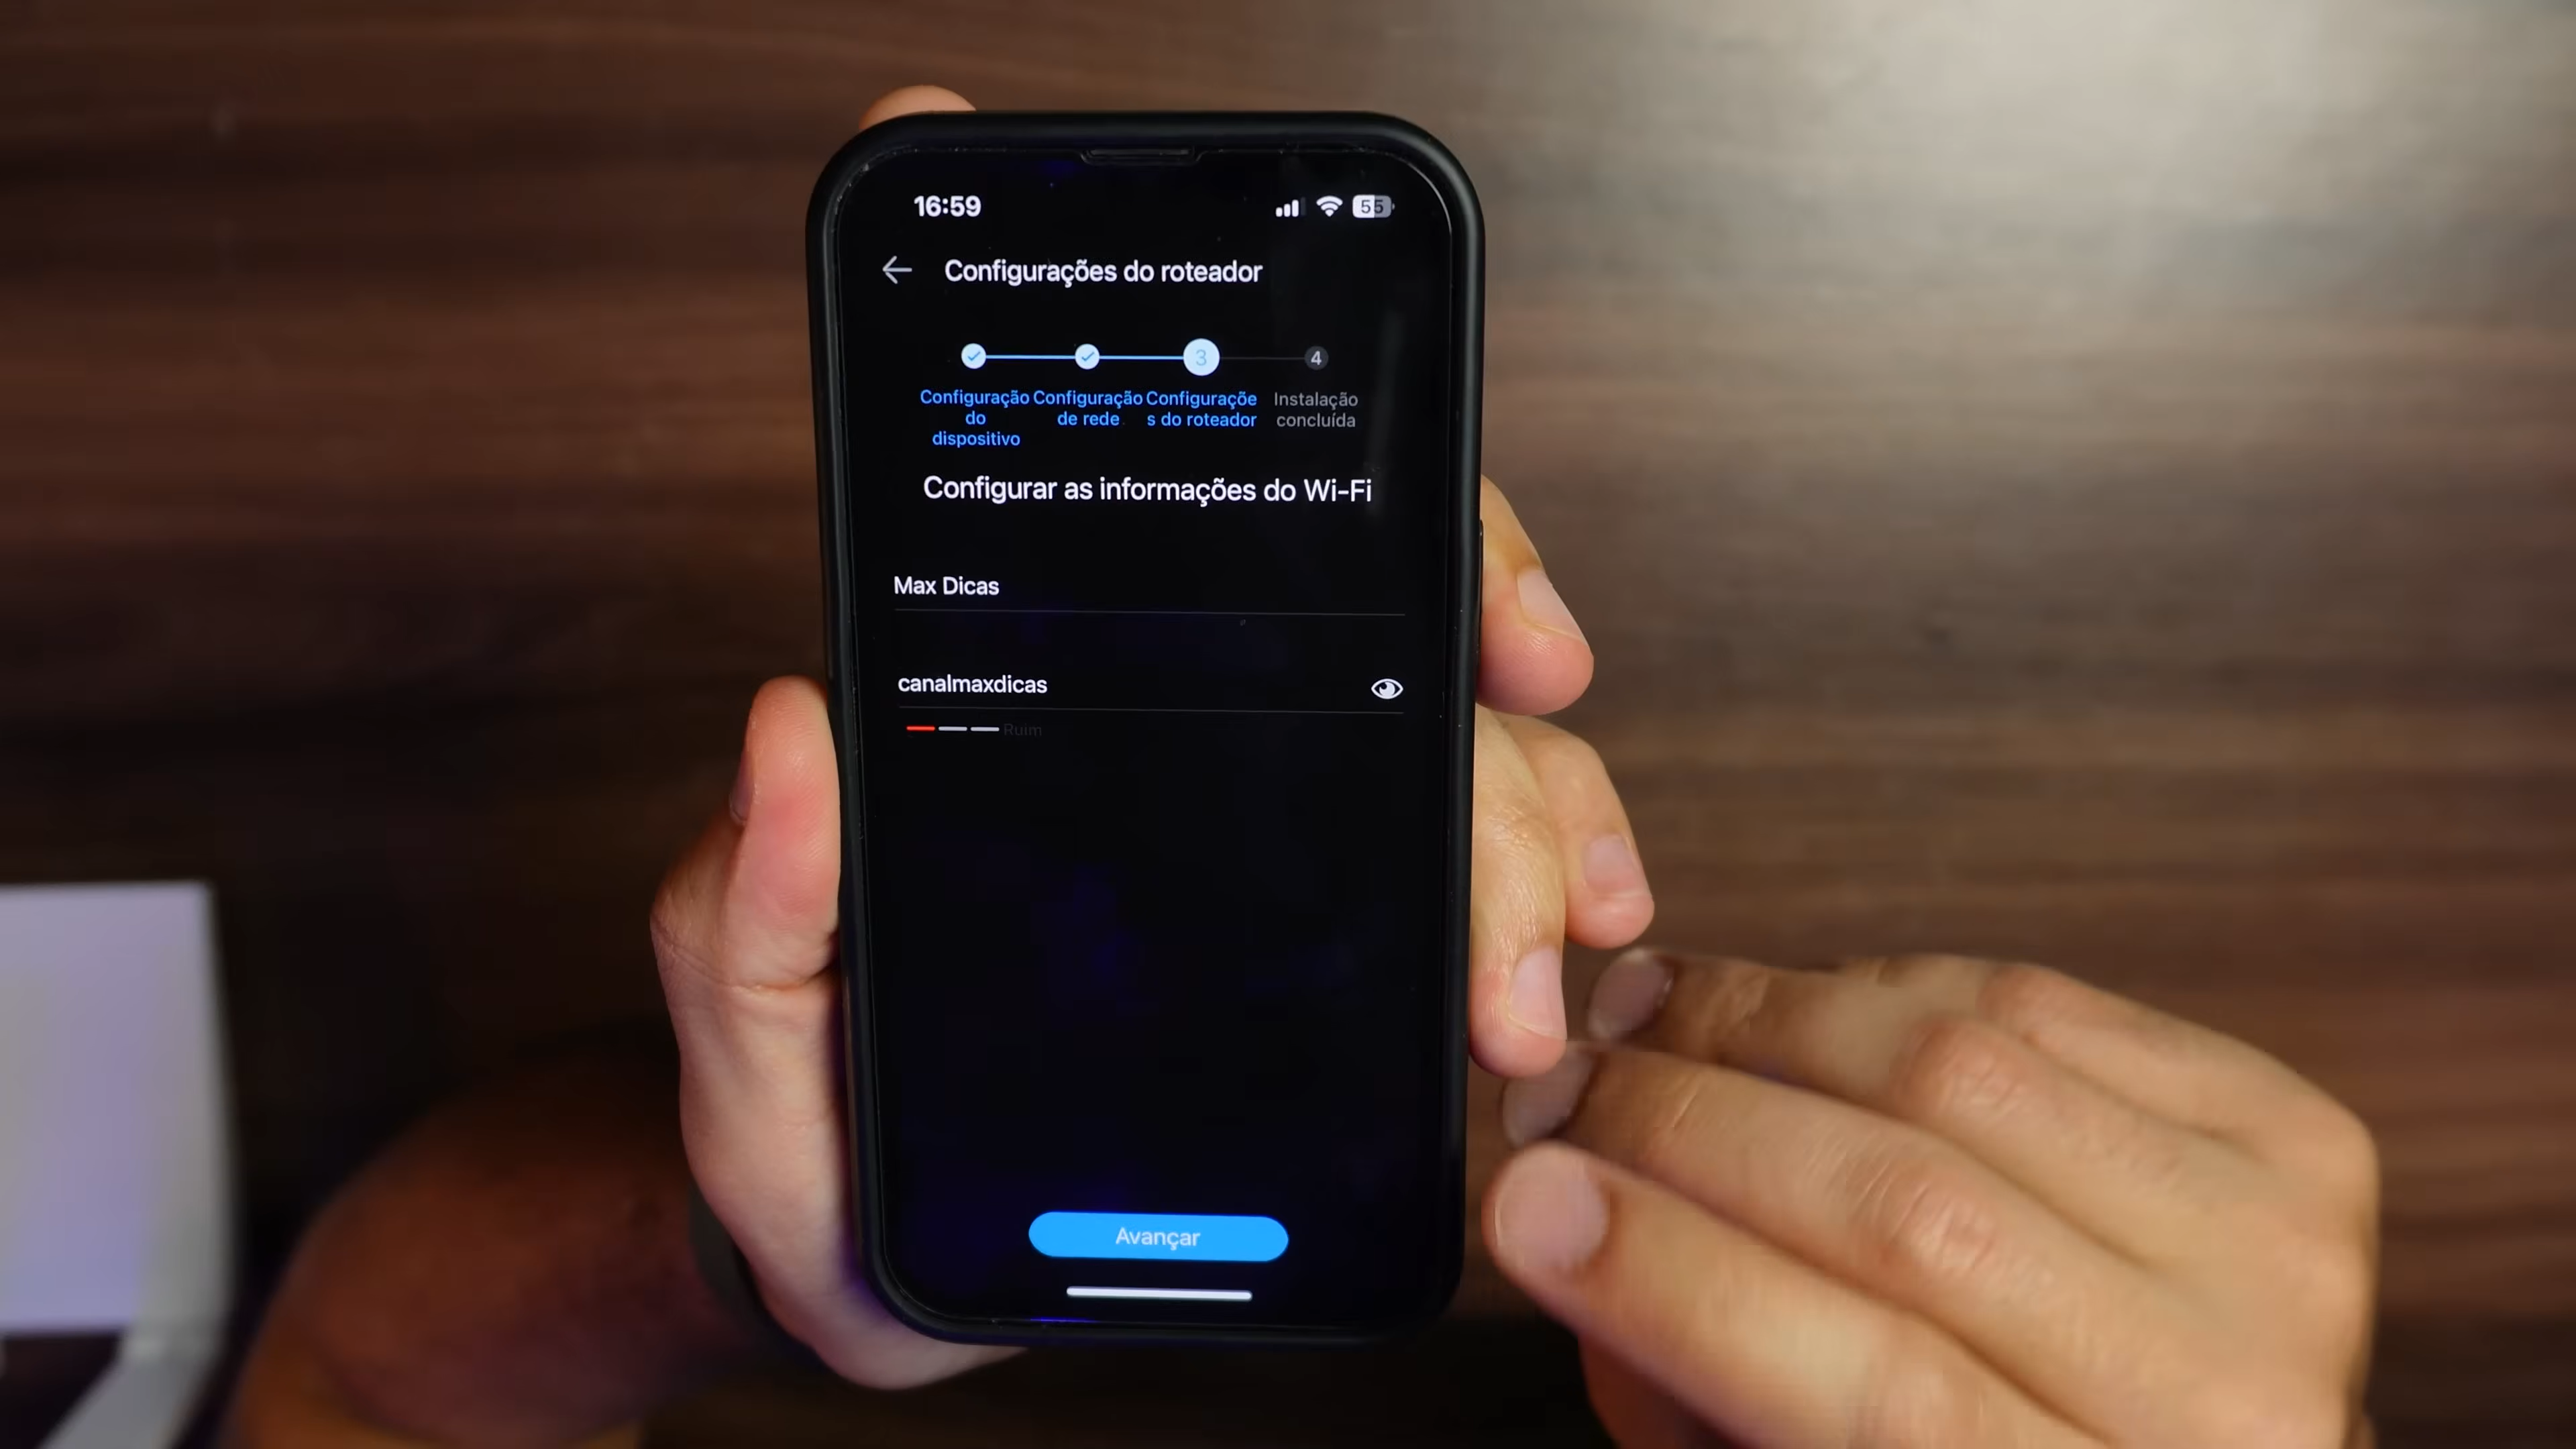 16:59
55
Configurações do roteador
3
4
Configuração
do
dispositivo
Configuração
de rede
Configuraçõe
s do roteador
Instalação
concluída
Configurar as informações do Wi-Fi
Max Dicas
canalmaxdicas
Ruim
Avançar